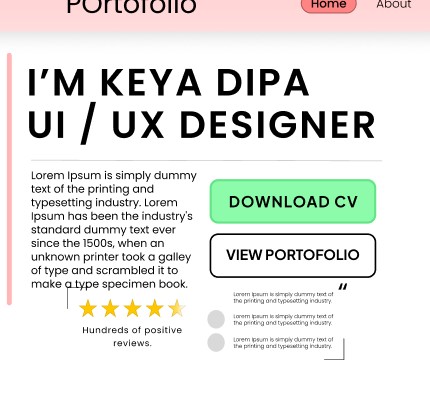 POrtofolio
Home
About
I'M KEYA DIPA
UI / UX DESIGNER
Lorem Ipsum is simply dummy
text of the printing and
typesetting industry. Lorem
Ipsum has been the industry's
standard dummy text ever
since the 1500s, when an
unknown printer took a galley
of type and scrambled it to
make a type specimen book.
DOWNLOAD CV
VIEW PORTOFOLIO
Hundreds of positive
reviews.
Lorem Ipsum is simply dummy text of
the printing and typesetting industry.
Lorem Ipsum is simply dummy text of
the printing and typesetting industry.
Lorem Ipsum is simply dummy text of
the printing and typesetting industry.